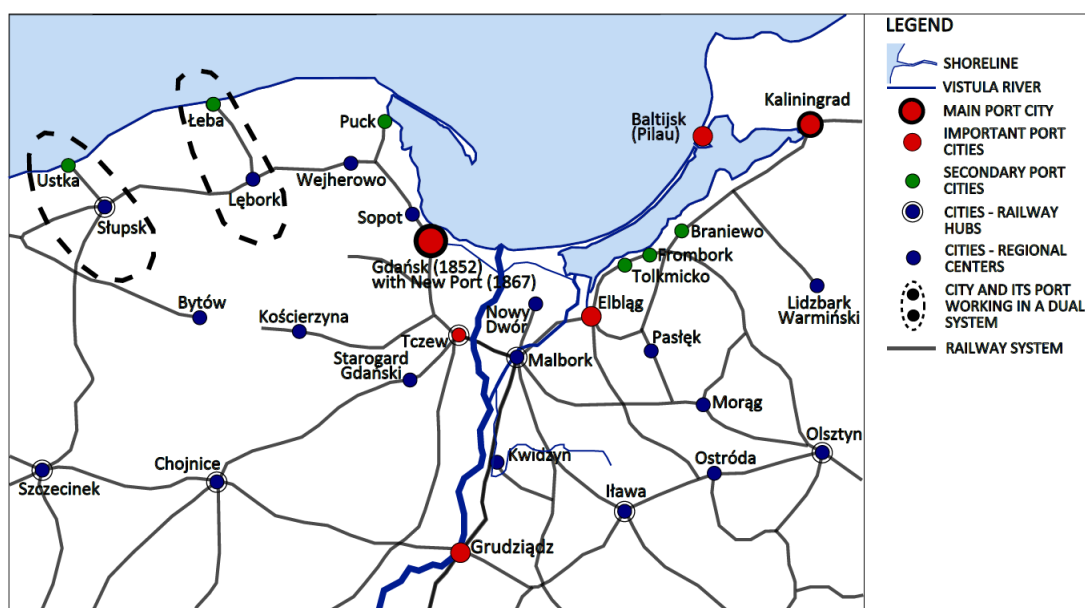 LEGEND
SHORELINE
VISTULA RIVER
MAIN PORT CITY
IMPORTANT PORT
CITIES
SECONDARY PORT
CITIES
CITIES - RAILWAY
HUBS
CITIES - REGIONAL
CENTERS
CITY AND ITS PORT
WORKING IN A DUAL
SYSTEM
RAILWAY SYSTEM
Kaliningrad
Baltijsk
(Pilau)
Łeba
Puck
Ustka
Lębork
Wejherowo
Słupsk
Sopot
Braniewo
Frombork
Tolkmicko
Gdańsk (1852)
with New Port (1867)
Elbląg
Lidzbark
Warmiński
Bytów
Kościerzyna
Nowy
Dwór
Tczew
Pasłęk
Starogard
Gdański
Malbork
Morąg
Olsztyn
Chojnice
Kwidzyn
Ostróda
Szczecinek
Iława
Grudziądz